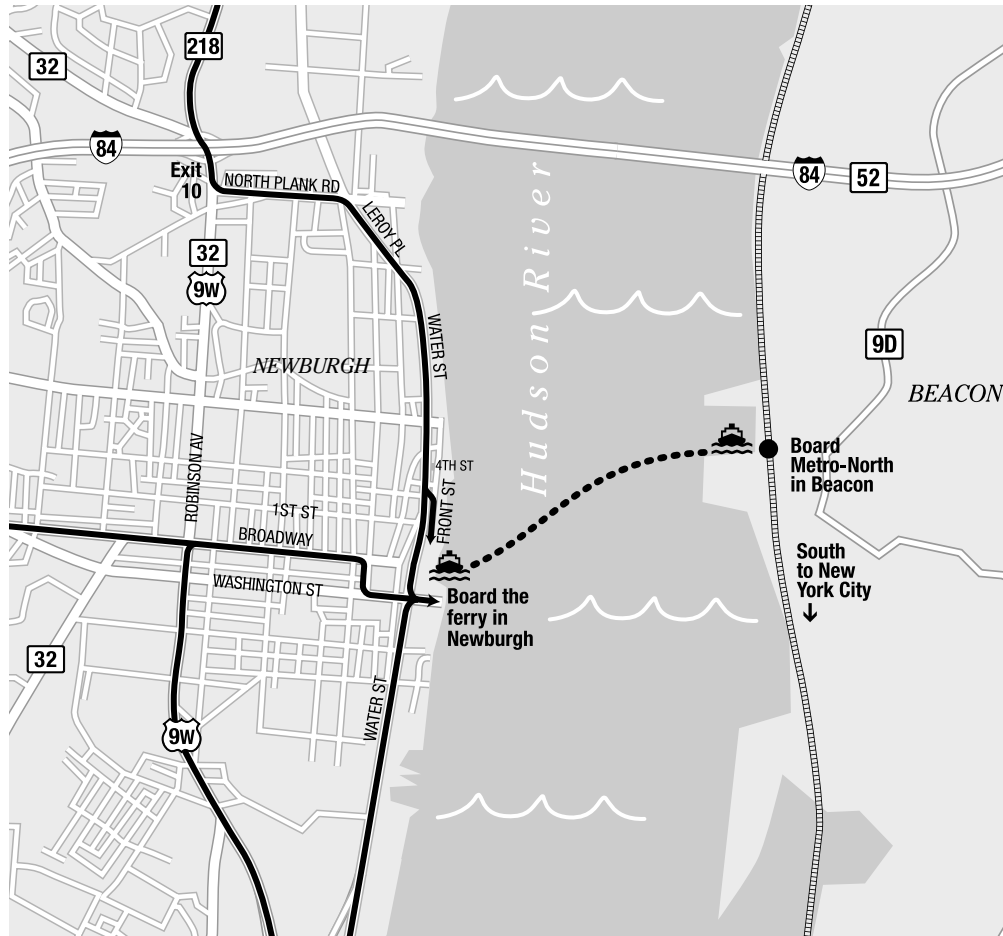 218
32
84
Exit
10
NORTH PLANK RD
LEROY PL
84
52
32
9W
Hudson River
WATER ST
9D
NEWBURGH
BEACON
ROBINSON AV
4TH ST
FRONT ST
Board
Metro-North
in Beacon
1ST ST
BROADWAY
WASHINGTON ST
Board the
ferry in
Newburgh
South
to New
York City
32
WATER ST
9W